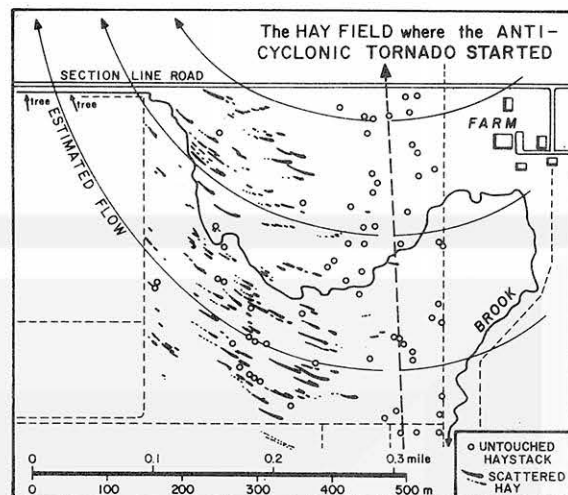 The HAY FIELD where the ANTI-
CYCLONIC TORNADO STARTED
SECTION LINE ROAD
tree
tree
FARM
ESTIMATED FLOW
BROOK
0
0.1
0.2
0.3 mile
0
100
200
300
400
500 m
UNTOUCHED
HAYSTACK
SCATTERED
HAY